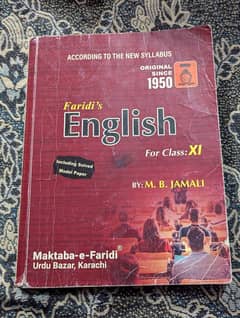 ACCORDING TO THE NEW SYLLABUS
ORIGINAL
SINCE
1950
Faridi's
English
For Class: XI
Including Solved
Model Paper
BY: M. B. JAMALI
Maktaba-e-Faridi
Urdu Bazar, Karachi